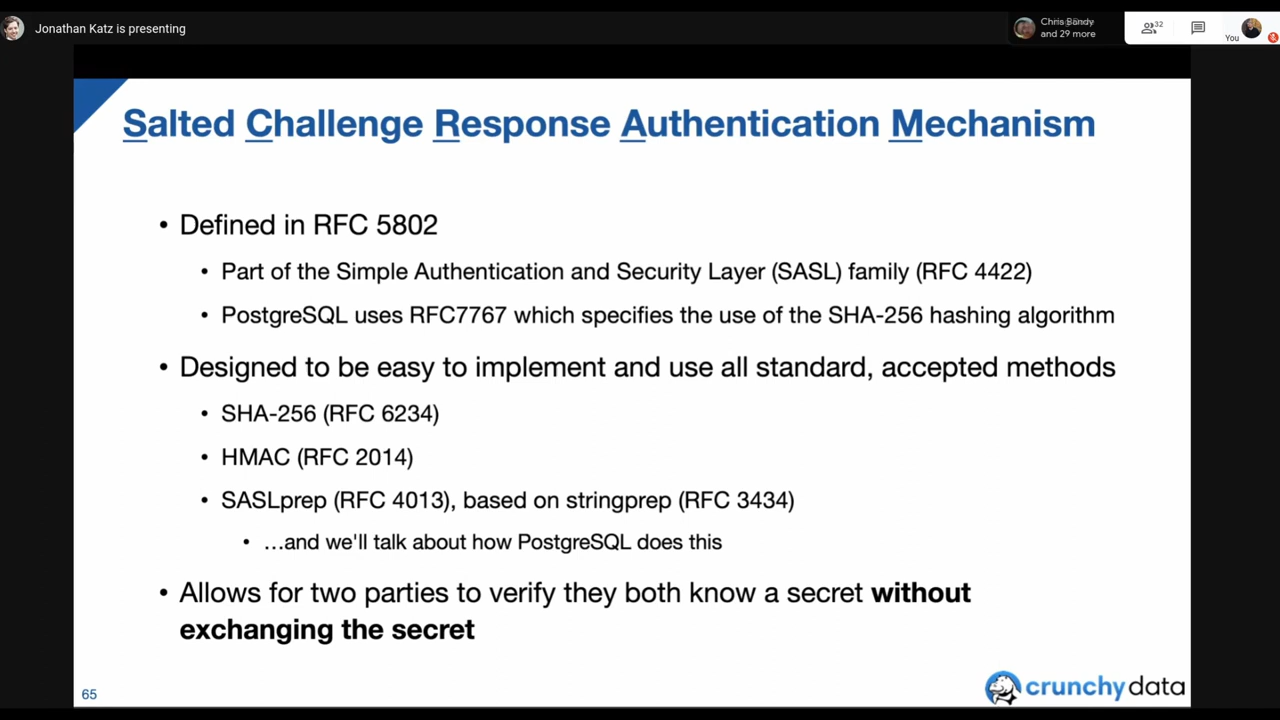 Jonathan Katz is presenting
Chris Bandy
and 29 more
32
You
Salted Challenge Response Authentication Mechanism
• Defined in RFC 5802
• Part of the Simple Authentication and Security Layer (SASL) family (RFC 4422)
• PostgreSQL uses RFC7767 which specifies the use of the SHA-256 hashing algorithm
• Designed to be easy to implement and use all standard, accepted methods
• SHA-256 (RFC 6234)
• HMAC (RFC 2014)
• SASLprep (RFC 4013), based on stringprep (RFC 3434)
• …and we'll talk about how PostgreSQL does this
• Allows for two parties to verify they both know a secret without
exchanging the secret
65
crunchydata